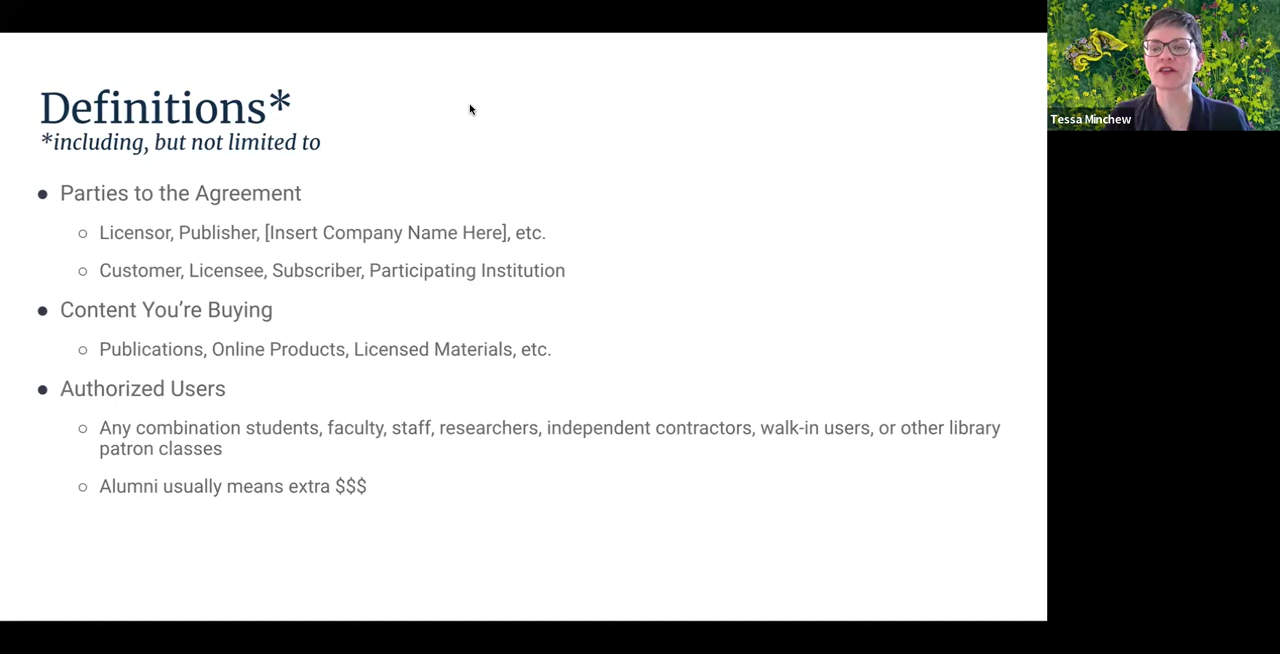 Definitions*
*including, but not limited to
● Parties to the Agreement
○ Licensor, Publisher, [Insert Company Name Here], etc.
○ Customer, Licensee, Subscriber, Participating Institution
● Content You’re Buying
○ Publications, Online Products, Licensed Materials, etc.
● Authorized Users
○ Any combination students, faculty, staff, researchers, independent contractors, walk-in users, or other library
patron classes
○ Alumni usually means extra $$$
Tessa Minchew